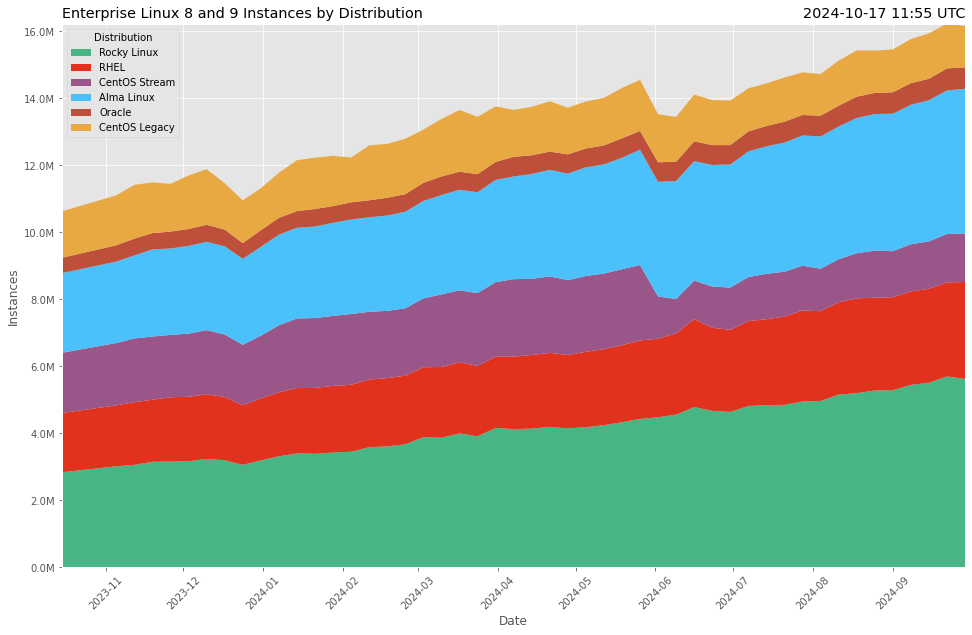 Enterprise Linux 8 and 9 Instances by Distribution
2024-10-17 11:55 UTC
Distribution
Rocky Linux
RHEL
CentOS Stream
Alma Linux
Oracle
CentOS Legacy
Instances
16.0M
14.0M
12.0M
10.0M
8.0M
6.0M
4.0M
2.0M
0.0M
2023-11
2023-12
2024-01
2024-02
2024-03
2024-04
2024-05
2024-06
2024-07
2024-08
2024-09
Date